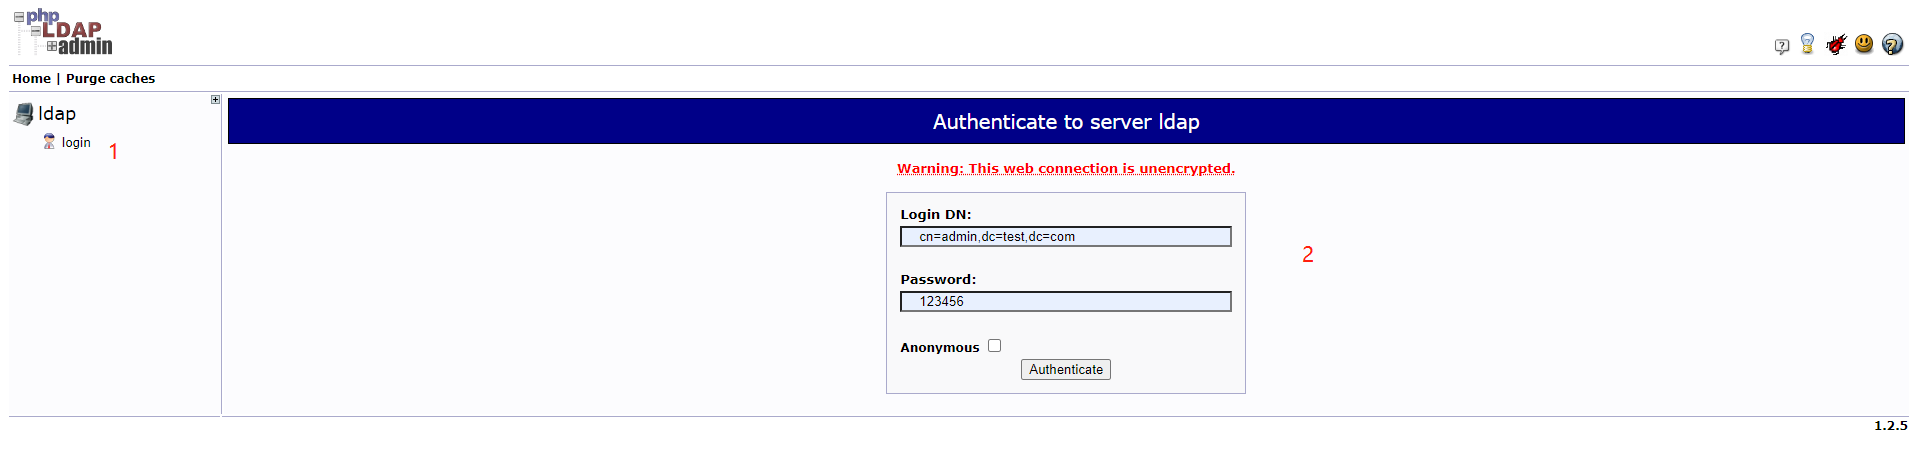 php
LDAP
admin
Home | Purge caches
ldap
login
1
Authenticate to server ldap
Warning: This web connection is unencrypted.
Login DN:
cn=admin,dc=test,dc=com
2
Password:
123456
Anonymous
Authenticate
1.2.5